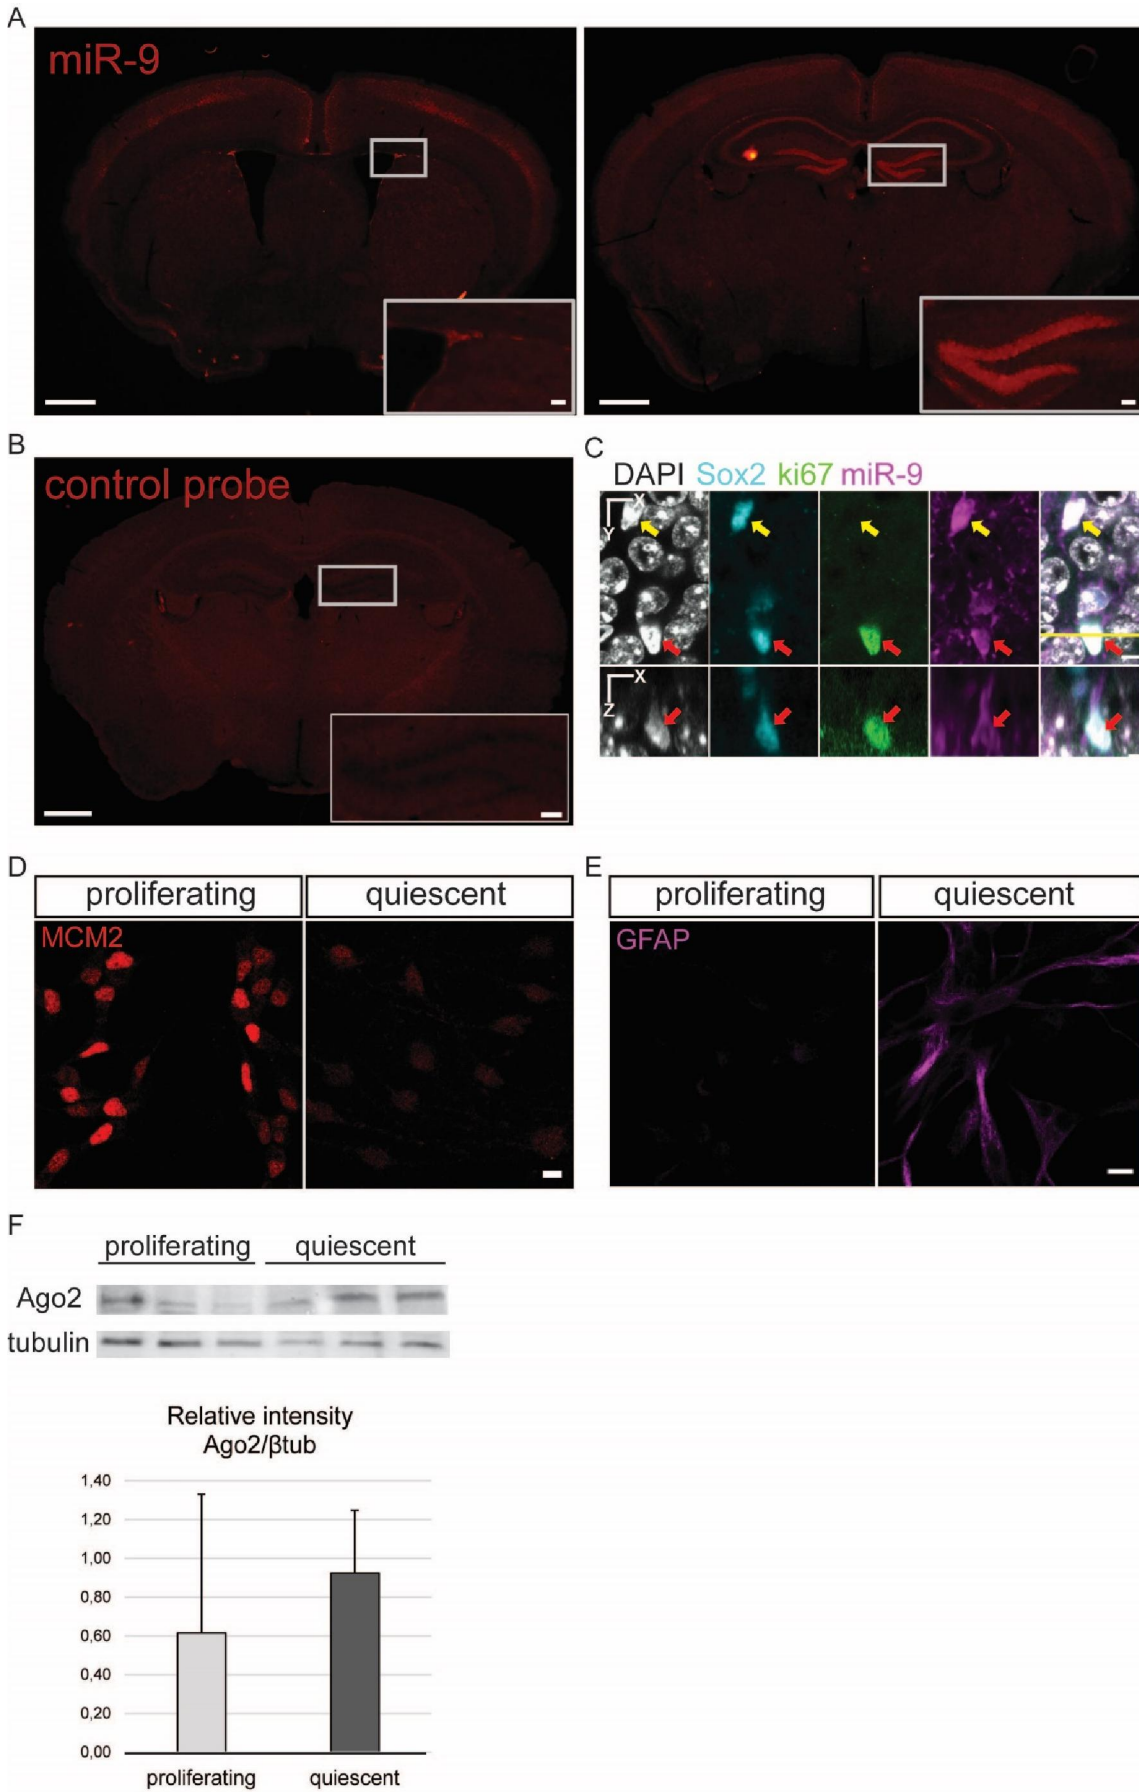 A
miR-9
B
control probe
C
DAPI Sox2 ki67 miR-9
X
Y
X
Z
D
proliferating quiescent
MCM2
E
proliferating quiescent
GFAP
F
proliferating quiescent
Ago2
tubulin
Relative intensity
Ago2/βtub
1,40
1,20
1,00
0,80
0,60
0,40
0,20
0,00
proliferating quiescent